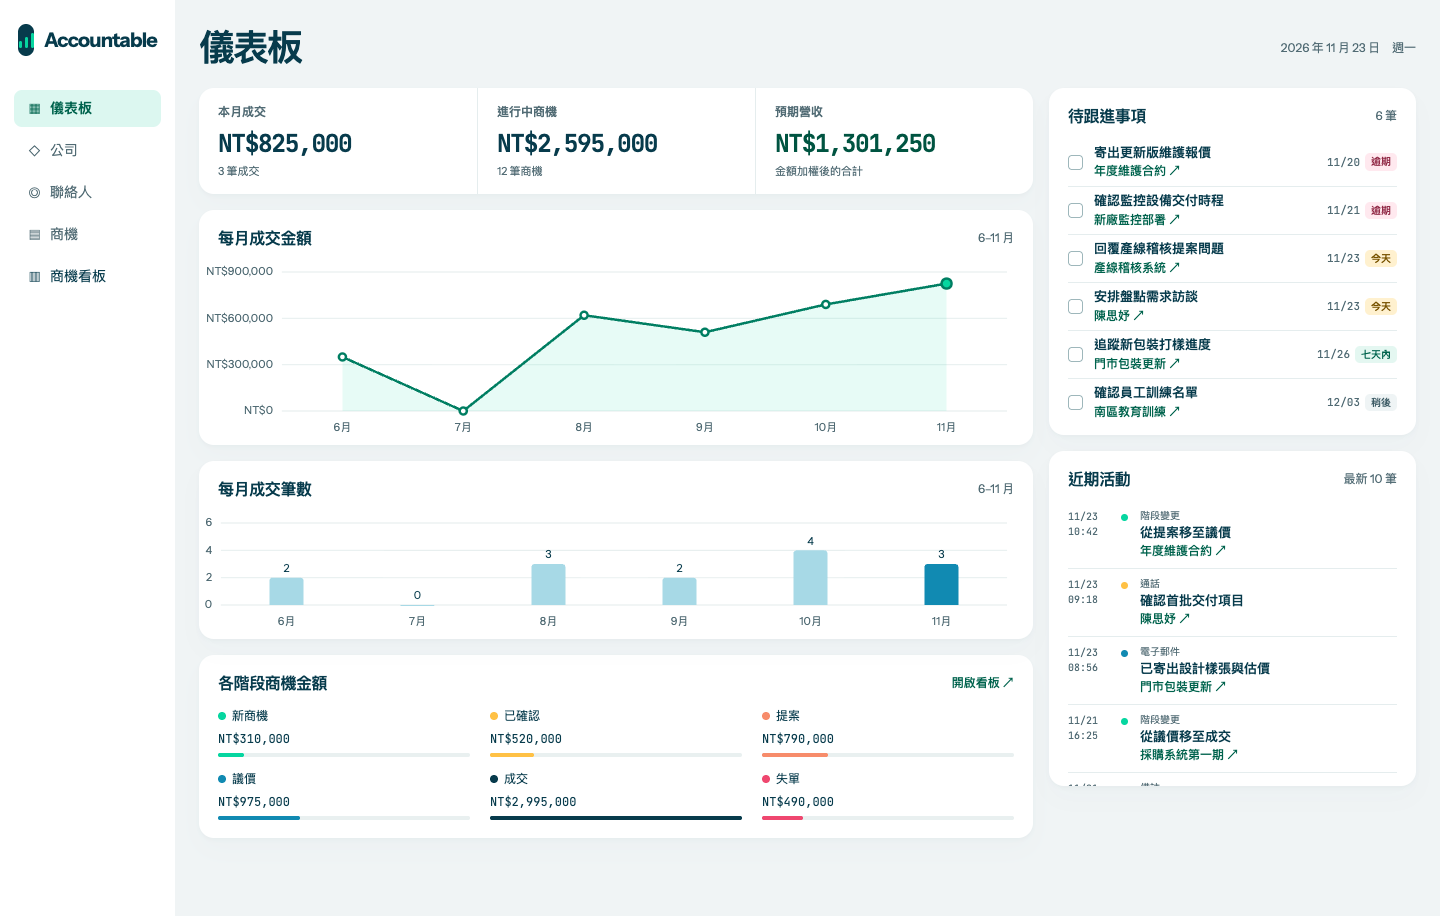 Accountable
儀表板
公司
聯絡人
商機
商機看板
儀表板
2026 年 11 月 23 日 週一
本月成交
NT$825,000
3 筆成交
進行中商機
NT$2,595,000
12 筆商機
預期營收
NT$1,301,250
金額加權後的合計
每月成交金額
6–11 月
NT$900,000
NT$600,000
NT$300,000
NT$0
6月 7月 8月 9月 10月 11月
每月成交筆數
6–11 月
6
4
2
0
2 0 3 2 4 3
6月 7月 8月 9月 10月 11月
各階段商機金額
開啟看板 ↗
新商機
NT$310,000
已確認
NT$520,000
提案
NT$790,000
議價
NT$975,000
成交
NT$2,995,000
失單
NT$490,000
待跟進事項
6 筆
寄出更新版維護報價
年度維護合約 ↗
11/20 逾期
確認監控設備交付時程
新廠監控部署 ↗
11/21 逾期
回覆產線稽核提案問題
產線稽核系統 ↗
11/23 今天
安排盤點需求訪談
陳思妤 ↗
11/23 今天
追蹤新包裝打樣進度
門市包裝更新 ↗
11/26 七天內
確認員工訓練名單
南區教育訓練 ↗
12/03 稍後
近期活動
最新 10 筆
11/23
10:42
階段變更
從提案移至議價
年度維護合約 ↗
11/23
09:18
通話
確認首批交付項目
陳思妤 ↗
11/23
08:56
電子郵件
已寄出設計樣張與估價
門市包裝更新 ↗
11/21
16:25
階段變更
從議價移至成交
採購系統第一期 ↗